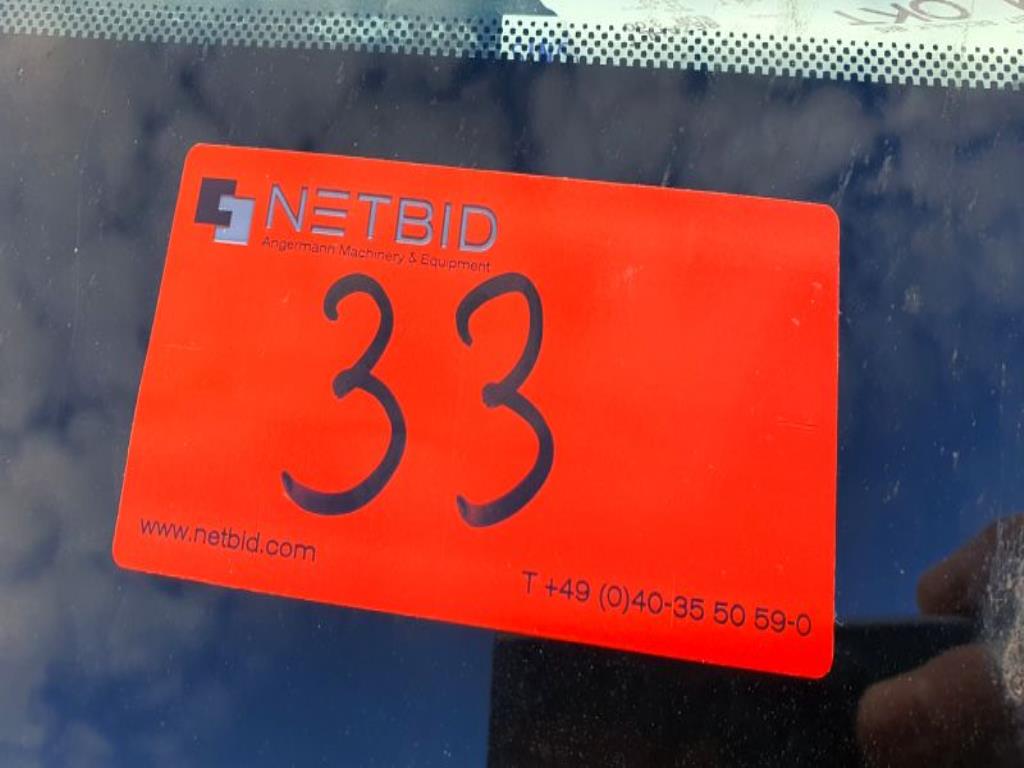 NETBID
Angermann Machinery & Equipment
33
www.netbid.com
T +49 (0)40-35 50 59-0